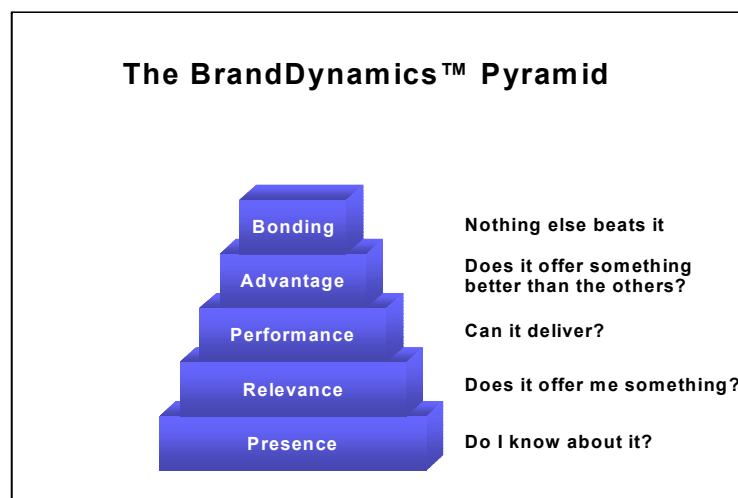 The BrandDynamics™ Pyramid
Bonding
Nothing else beats it
Advantage
Does it offer something
better than the others?
Performance
Can it deliver?
Relevance
Does it offer me something?
Presence
Do I know about it?